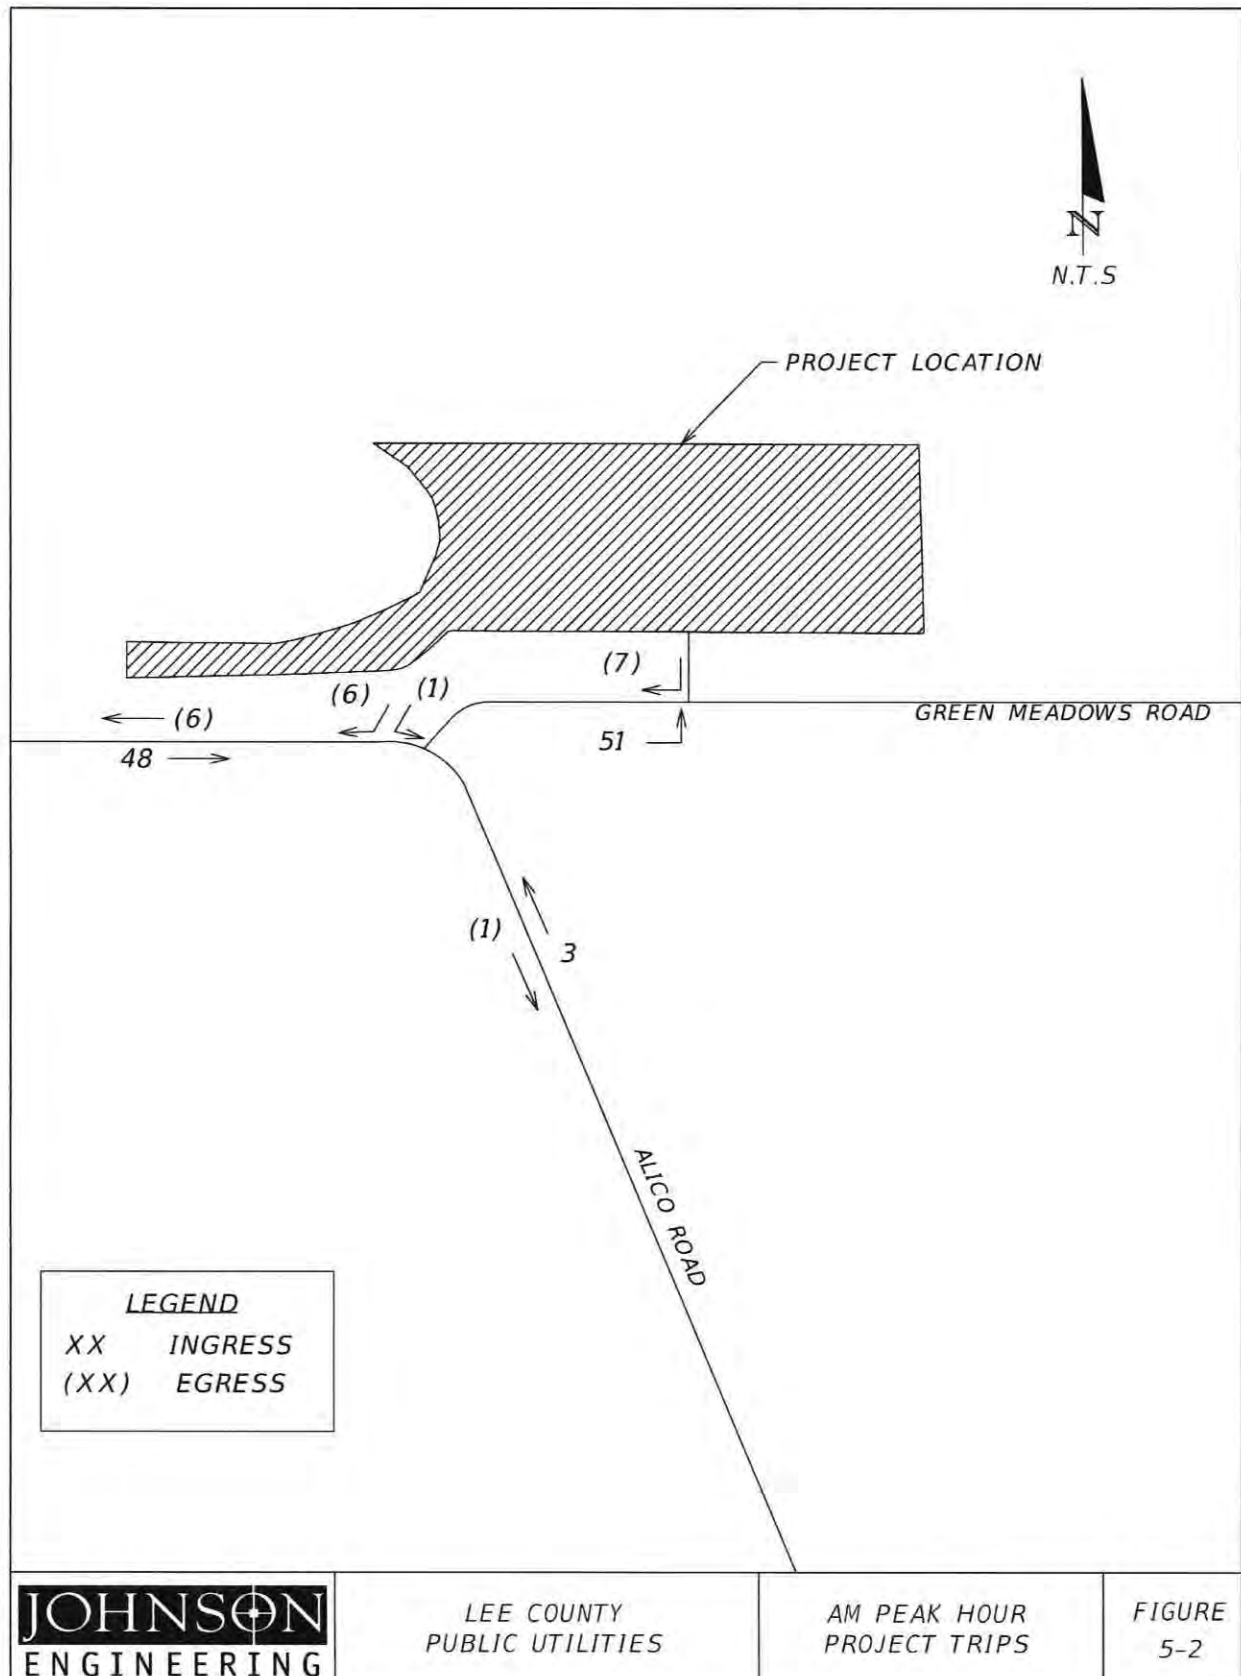 N
N.T.S
PROJECT LOCATION
(7)
(6) (1)
(6)
GREEN MEADOWS ROAD
51
48
(1)
3
ALICO ROAD
LEGEND
XX INGRESS
(XX) EGRESS
JOHNSON
ENGINEERING
LEE COUNTY
PUBLIC UTILITIES
AM PEAK HOUR
PROJECT TRIPS
FIGURE
5-2